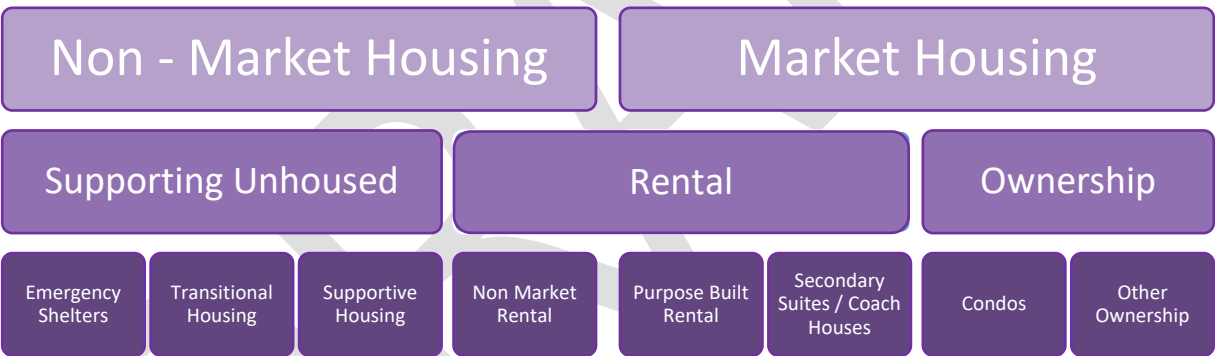 Non - Market Housing
Market Housing
Supporting Unhoused
Rental
Ownership
Emergency
Shelters
Transitional
Housing
Supportive
Housing
Non Market
Rental
Purpose Built
Rental
Secondary
Suites / Coach
Houses
Condos
Other
Ownership